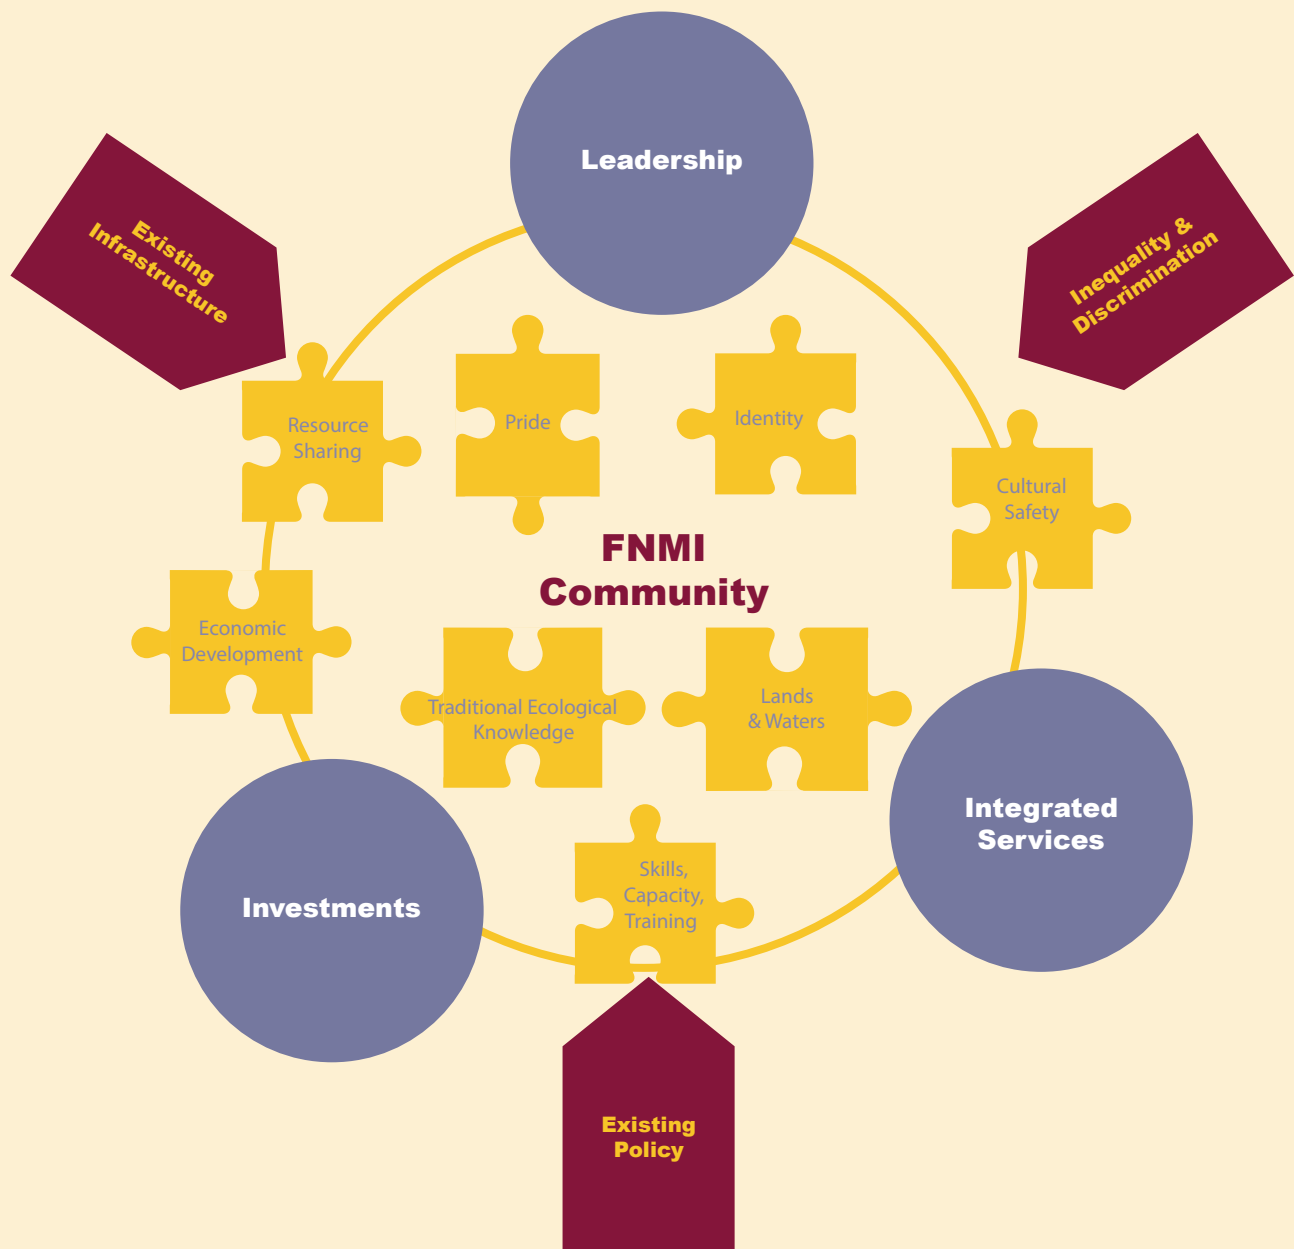 Leadership
Existing
Infrastructure
Inequality &
Discrimination
Resource
Sharing
Pride
Identity
Cultural
Safety
FNMI
Community
Economic
Development
Traditional Ecological
Knowledge
Lands
& Waters
Integrated
Services
Skills,
Capacity,
Training
Investments
Existing
Policy